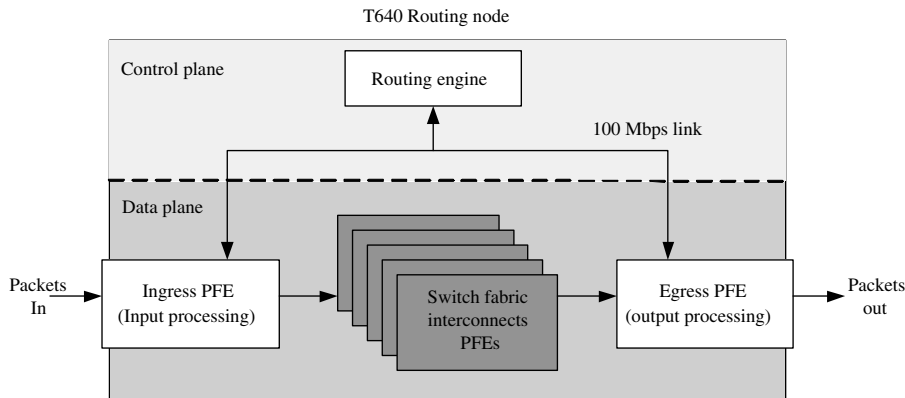 T640 Routing node
Control plane
Routing engine
100 Mbps link
Data plane
Packets
In
Ingress PFE
(Input processing)
Switch fabric
interconnects
PFEs
Egress PFE
(output processing)
Packets
out